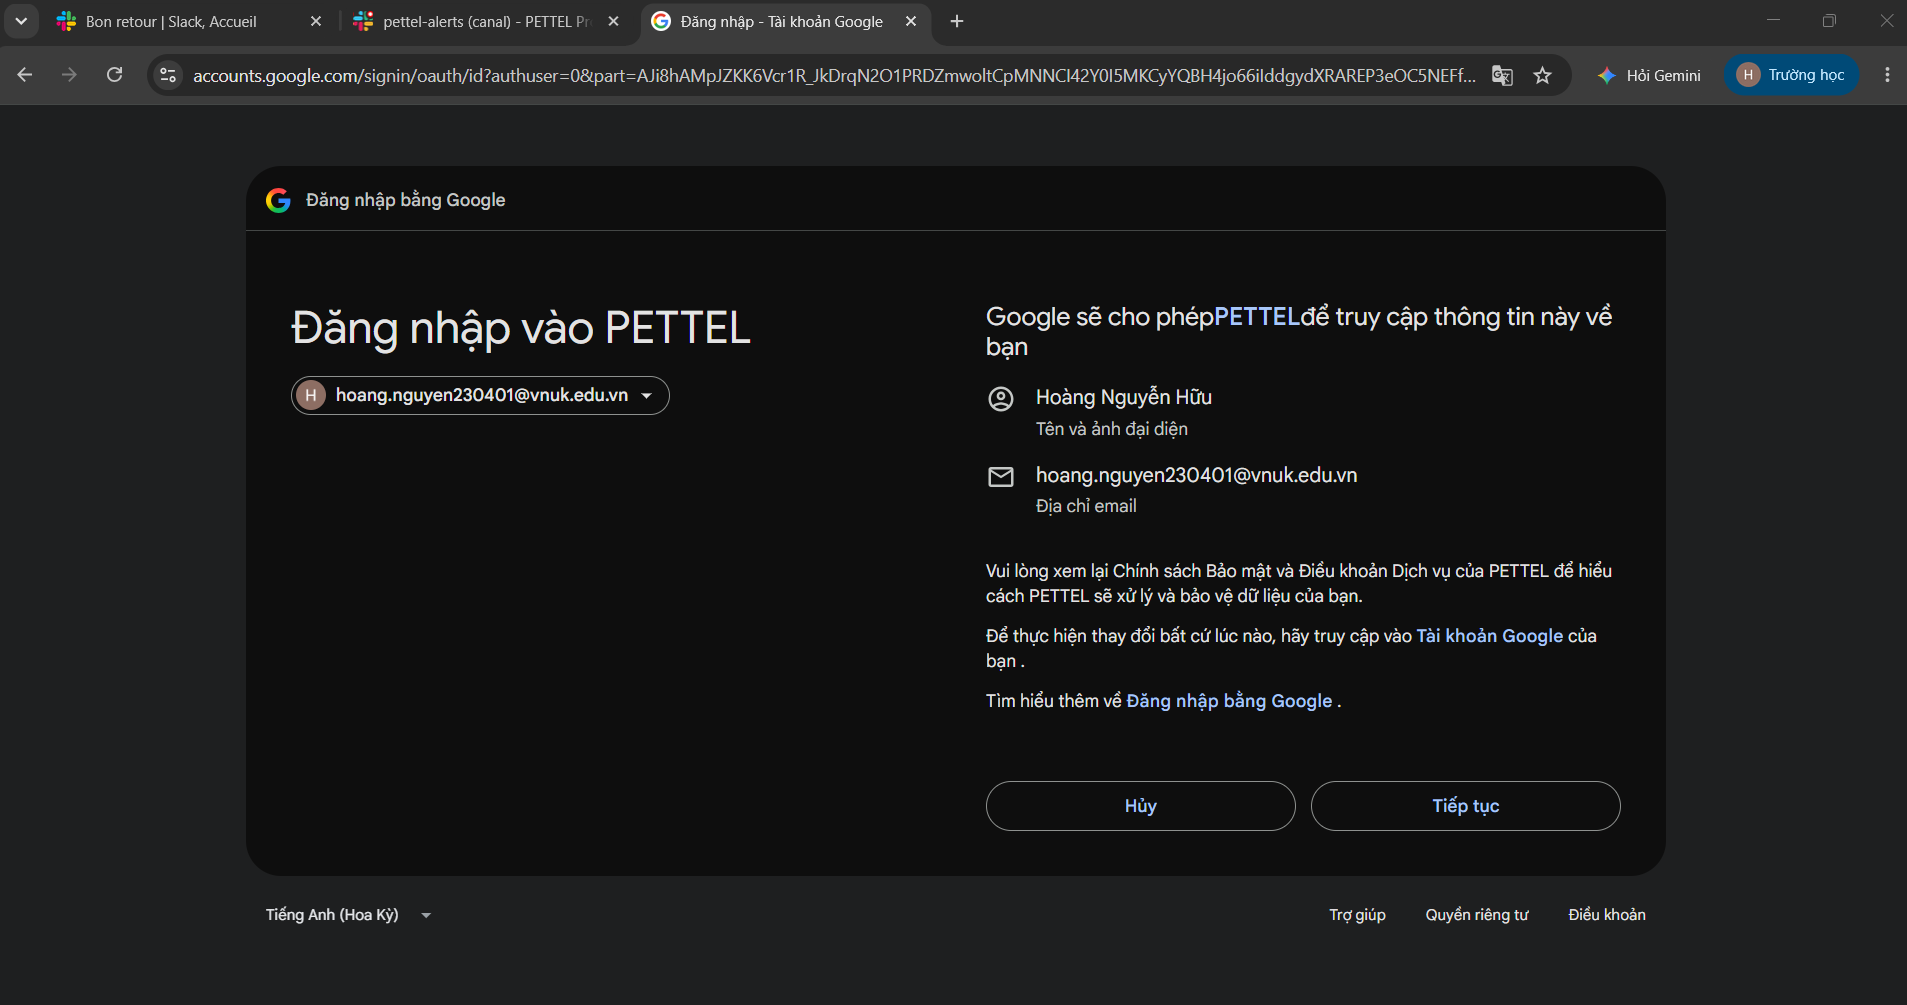 Bon retour | Slack, Accueil
pettel-alerts (canal) - PETTEL Pr
Đăng nhập - Tài khoản Google
accounts.google.com/signin/oauth/id?authuser=0&part=AJi8hAMpJZKK6Vcr1R_JkDrqN2O1PRDZmwoltCpMNNCI42Y0I5MKCyYQBH4jo66iIddgydXRAREP3eOC5NEFf...
Hỏi Gemini
H
Trường học
Đăng nhập bằng Google
Đăng nhập vào PETTEL
H
hoang.nguyen230401@vnuk.edu.vn
Google sẽ cho phépPETTELđể truy cập thông tin này về
bạn
Hoàng Nguyễn Hữu
Tên và ảnh đại diện
hoang.nguyen230401@vnuk.edu.vn
Địa chỉ email
Vui lòng xem lại Chính sách Bảo mật và Điều khoản Dịch vụ của PETTEL để hiểu
cách PETTEL sẽ xử lý và bảo vệ dữ liệu của bạn.
Để thực hiện thay đổi bất cứ lúc nào, hãy truy cập vào Tài khoản Google của
bạn .
Tìm hiểu thêm về Đăng nhập bằng Google .
Hủy
Tiếp tục
Tiếng Anh (Hoa Kỳ)
Trợ giúp
Quyền riêng tư
Điều khoản